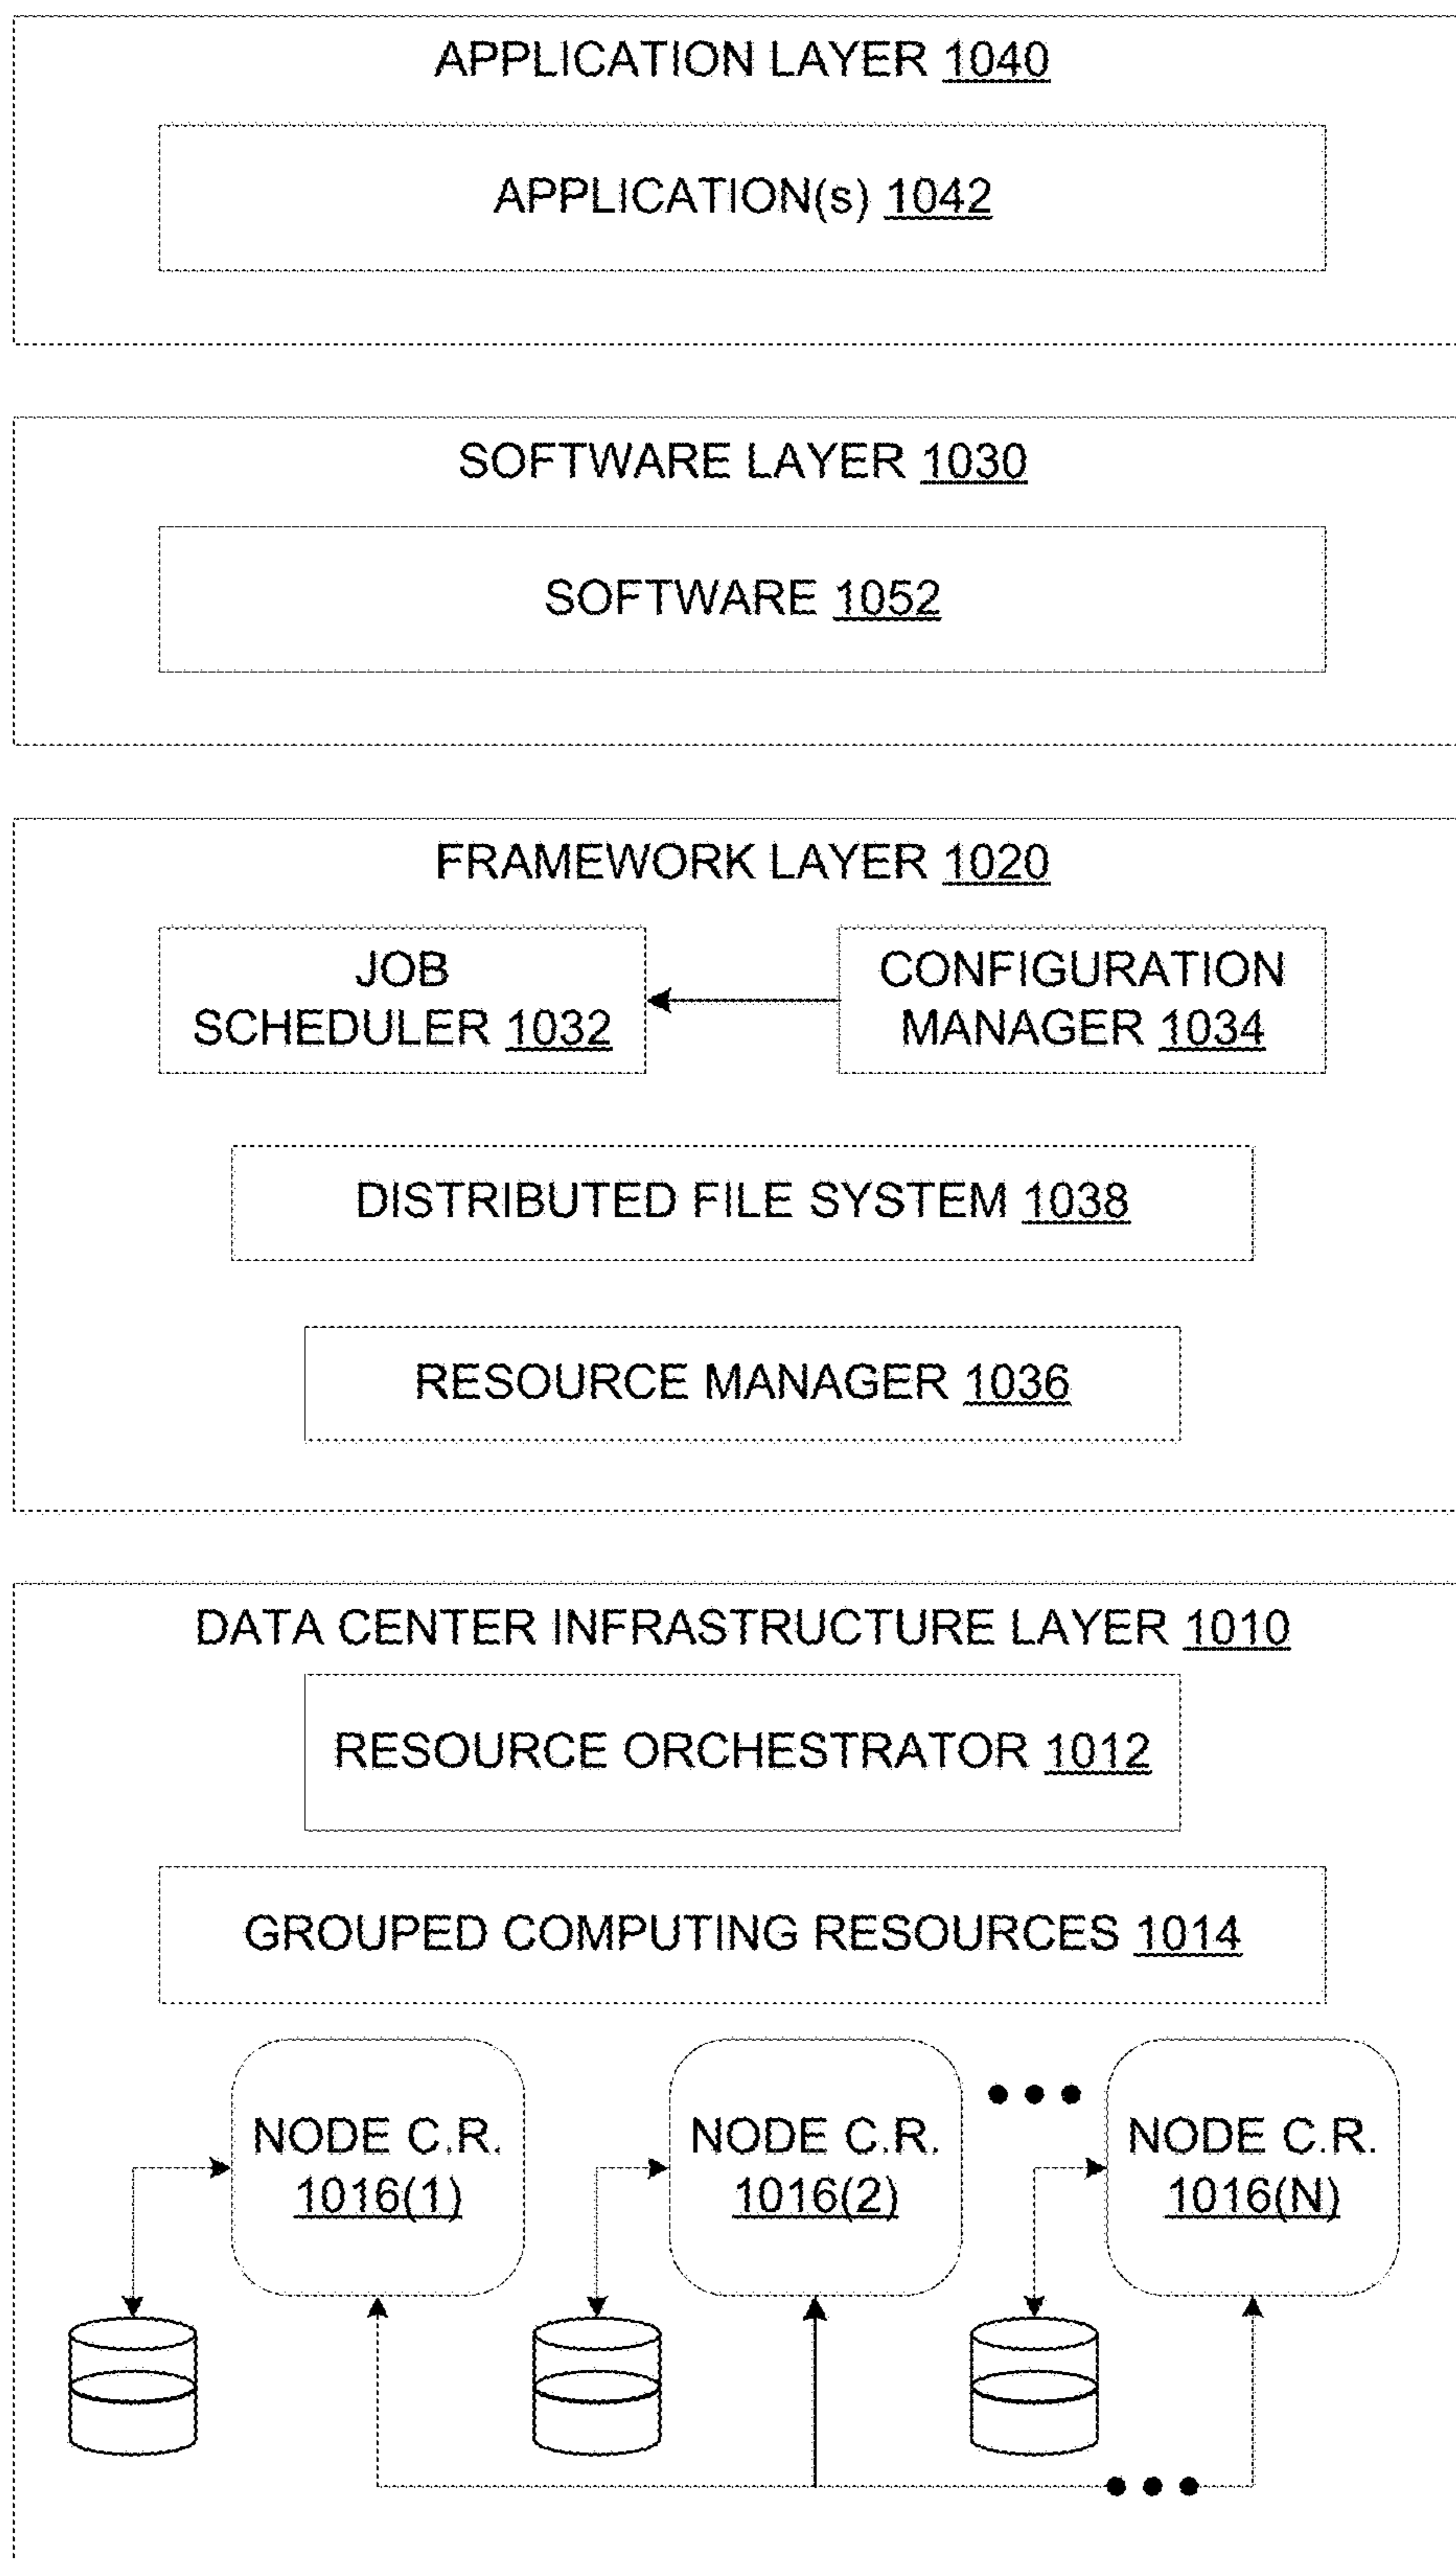 APPLICATION LAYER 1040
APPLICATION(s) 1042
SOFTWARE LAYER 1030
SOFTWARE 1052
FRAMEWORK LAYER 1020
JOB
SCHEDULER 1032
CONFIGURATION
MANAGER 1034
DISTRIBUTED FILE SYSTEM 1038
RESOURCE MANAGER 1036
DATA CENTER INFRASTRUCTURE LAYER 1010
RESOURCE ORCHESTRATOR 1012
GROUPED COMPUTING RESOURCES 1014
NODE C.R.
1016(1)
NODE C.R.
1016(2)
NODE C.R.
1016(N)